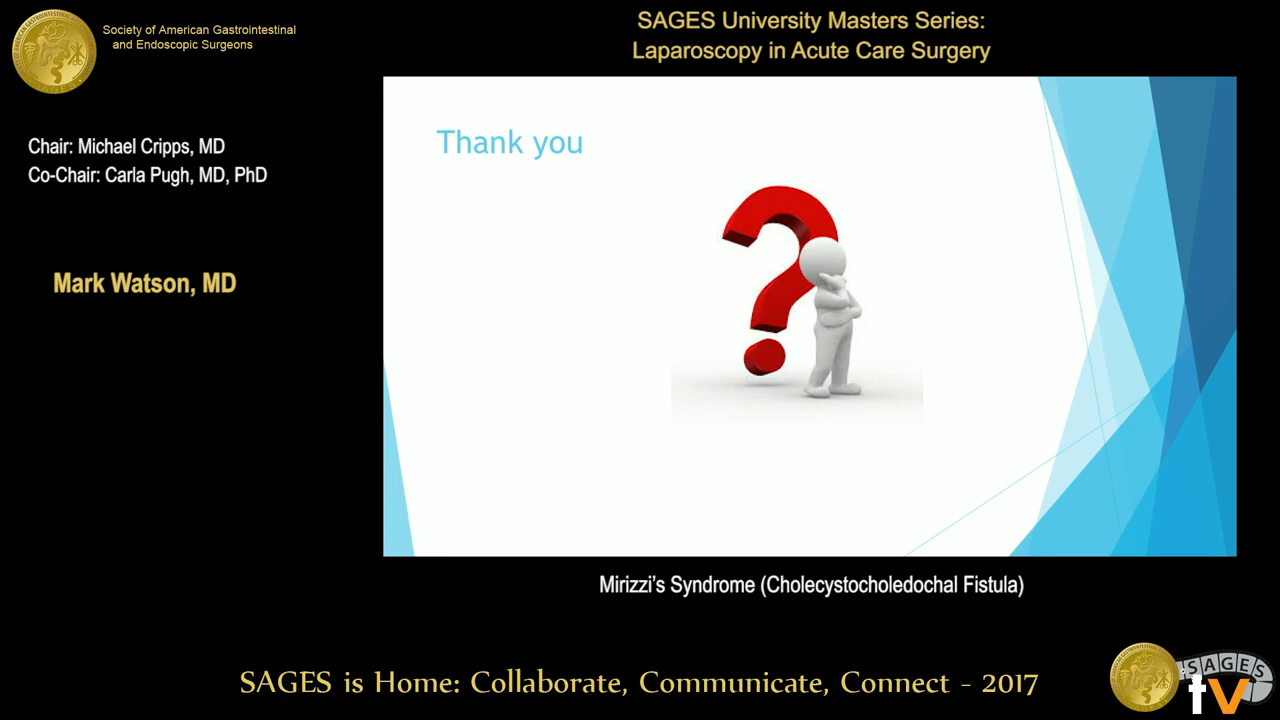 Society of American Gastrointestinal
and Endoscopic Surgeons
SAGES University Masters Series:
Laparoscopy in Acute Care Surgery
Chair: Michael Cripps, MD
Co-Chair: Carla Pugh, MD, PhD
Mark Watson, MD
Thank you
?
Mirizzi's Syndrome (Cholecystocholedochal Fistula)
SAGES is Home: Collaborate, Communicate, Connect - 2017
SAGES
tv